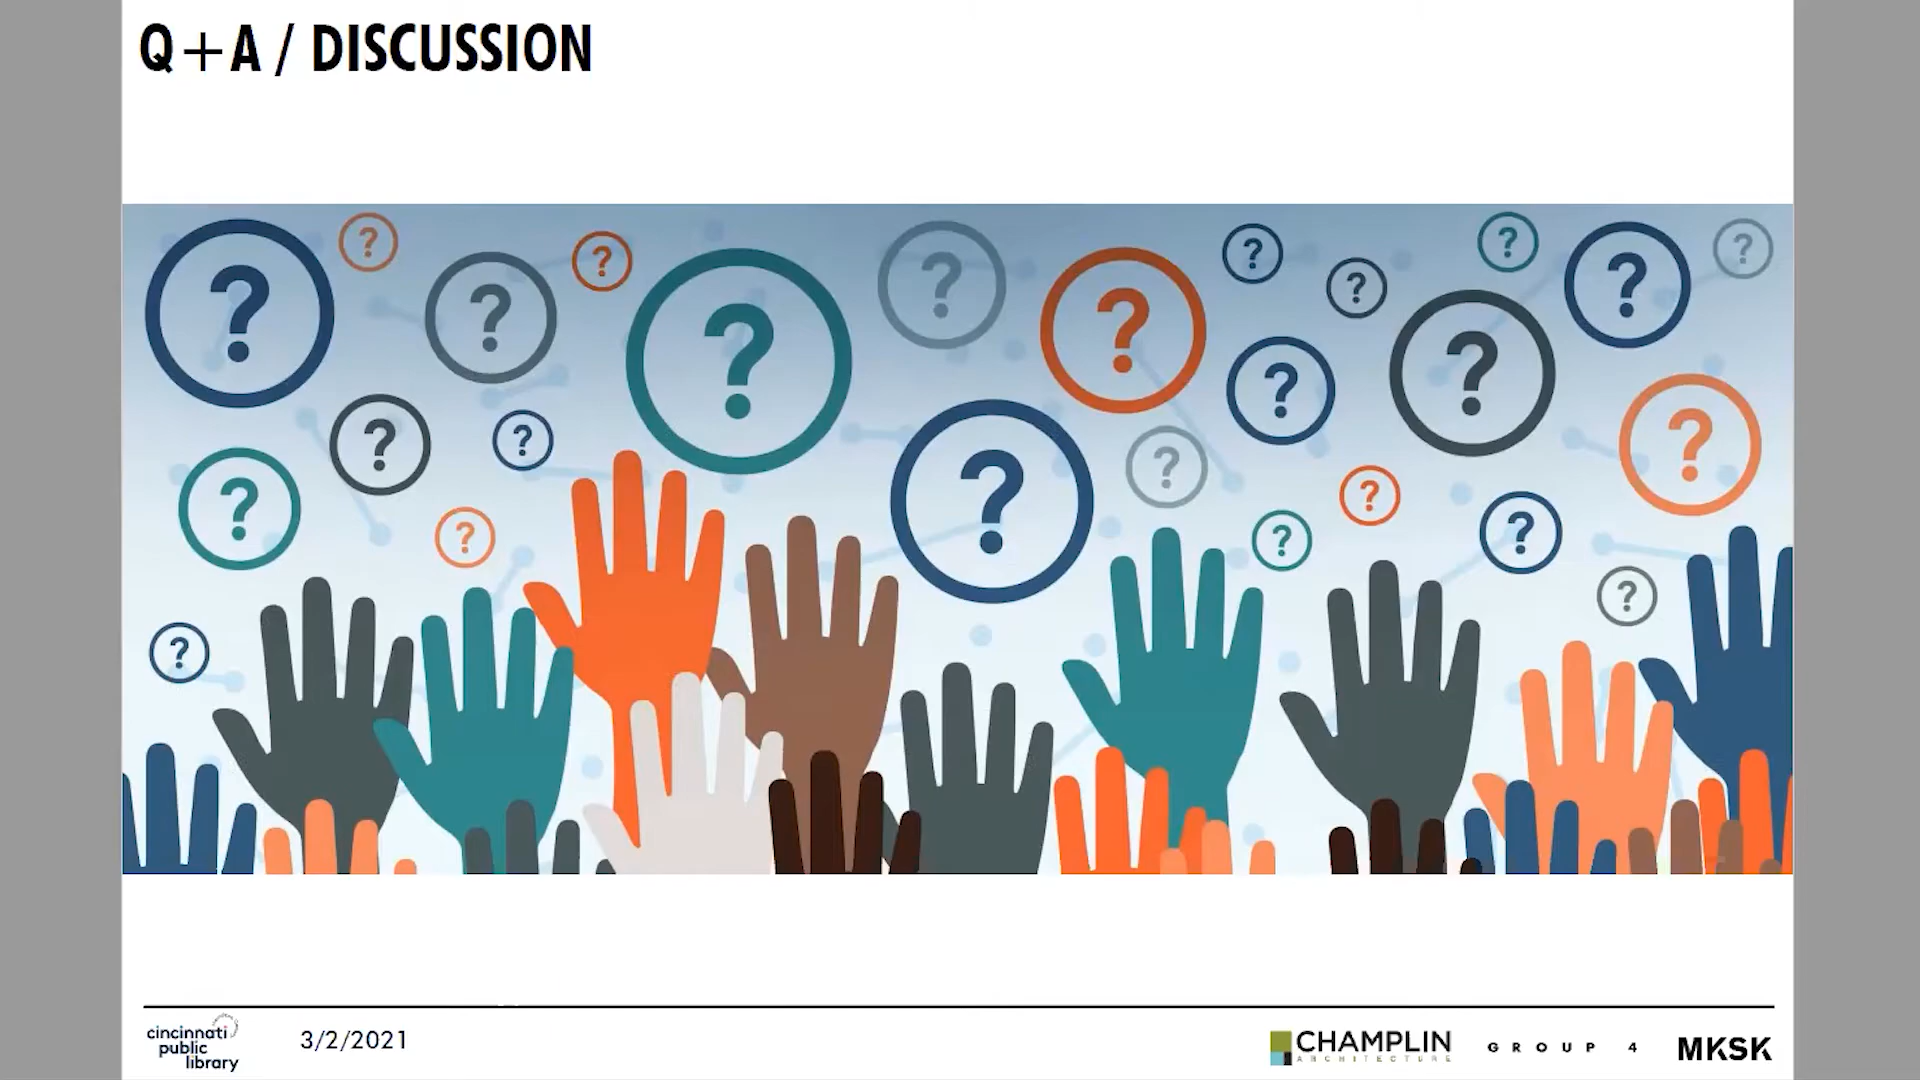 Q+A / DISCUSSION
? ? ? ? ? ? ? ? ? ? ? ?
? ? ? ? ? ? ? ?
? ? ? ? ? ? ?
? ?
cincinnati
public
library
3/2/2021
CHAMPLIN
ARCHITECTURE
GROUP 4
MKSK